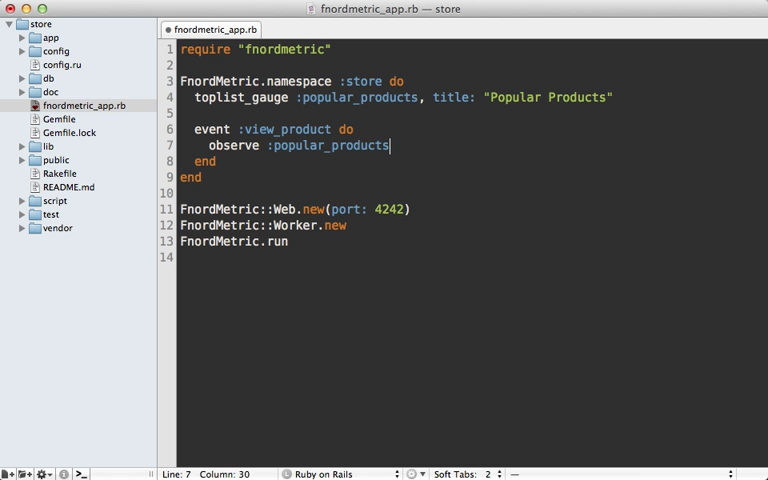 fnordmetric_app.rb — store
store
app
config
config.ru
db
doc
fnordmetric_app.rb
Gemfile
Gemfile.lock
lib
public
Rakefile
README.md
script
test
vendor
fnordmetric_app.rb
1 require "fnordmetric"
2
3 FnordMetric.namespace :store do
4 toplist_gauge :popular_products, title: "Popular Products"
5
6 event :view_product do
7 observe :popular_products
8 end
9 end
10
11 FnordMetric::Web.new(port: 4242)
12 FnordMetric::Worker.new
13 FnordMetric.run
14
Line: 7 Column: 30 Ruby on Rails Soft Tabs: 2 —